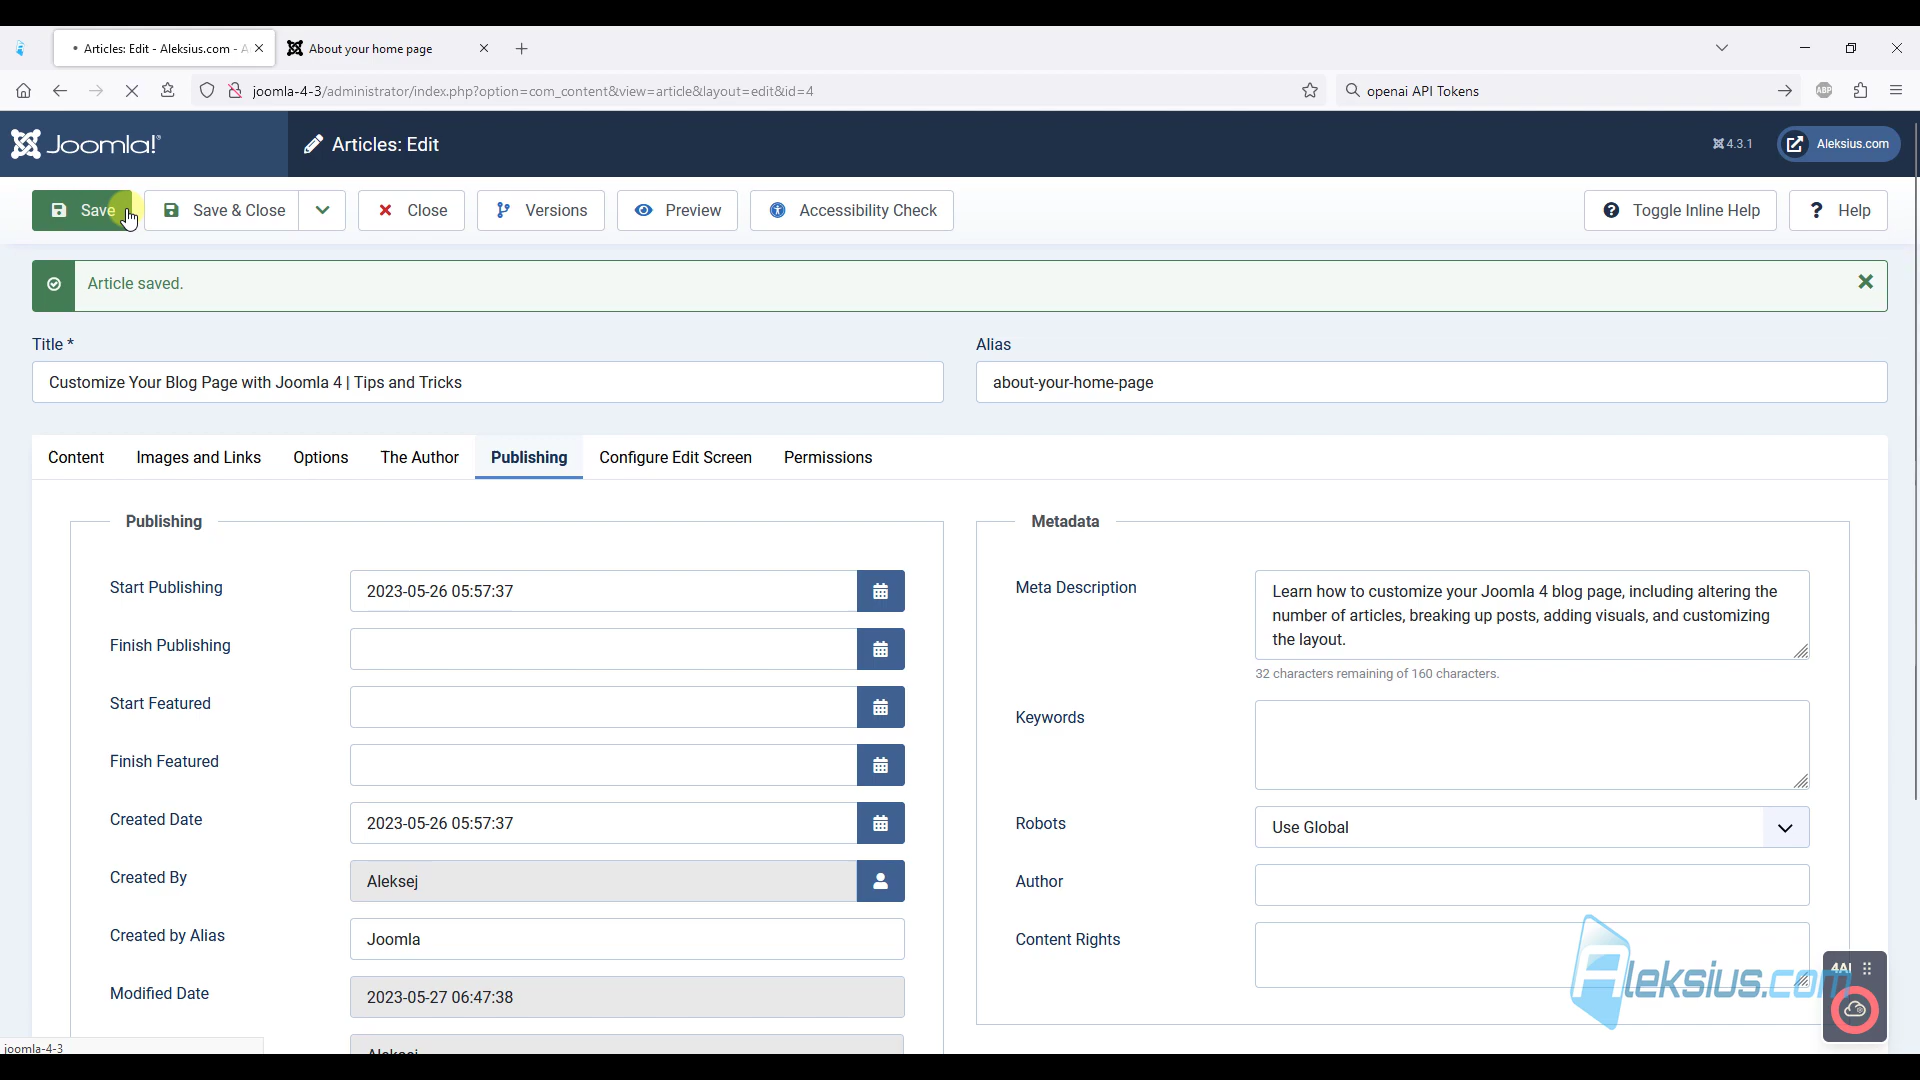 Articles: Edit - Aleksius.com - A
About your home page
joomla-4-3/administrator/index.php?option=com_content&view=article&layout=edit&id=4
openai API Tokens
ABP
Joomla!®
Articles: Edit
4.3.1
Aleksius.com
Save
Save & Close
Close
Versions
Preview
Accessibility Check
Toggle Inline Help
? Help
Article saved.
Title *
Alias
Customize Your Blog Page with Joomla 4 | Tips and Tricks
about-your-home-page
Content
Images and Links
Options
The Author
Publishing
Configure Edit Screen
Permissions
Publishing
Start Publishing
2023-05-26 05:57:37
Finish Publishing
Start Featured
Finish Featured
Created Date
2023-05-26 05:57:37
Created By
Aleksej
Created by Alias
Joomla
Modified Date
2023-05-27 06:47:38
Aleksej
Metadata
Meta Description
Learn how to customize your Joomla 4 blog page, including altering the
number of articles, breaking up posts, adding visuals, and customizing
the layout.
32 characters remaining of 160 characters.
Keywords
Robots
Use Global
Author
Content Rights
Aleksius.com
4AI
joomla-4-3